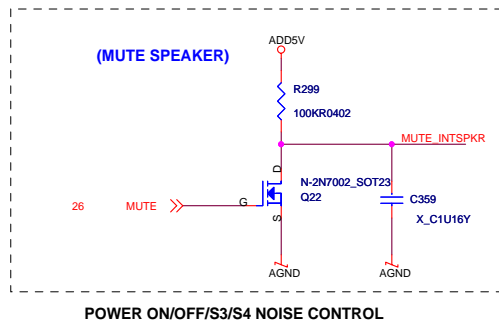 ADD5V
(MUTE SPEAKER)
R299
100KR0402
MUTE_INTSPKR
D
N-2N7002_SOT23
Q22
G
S
26 MUTE
C359
X_C1U16Y
AGND AGND
POWER ON/OFF/S3/S4 NOISE CONTROL